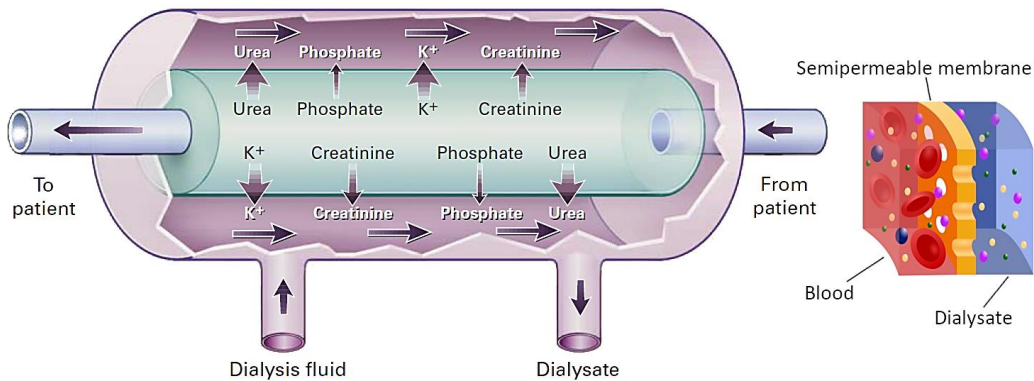 Urea Phosphate K+ Creatinine
Urea Phosphate K+ Creatinine
K+ Creatinine Phosphate Urea
K+ Creatinine Phosphate Urea
To
patient
From
patient
Dialysis fluid
Dialysate
Semipermeable membrane
Blood
Dialysate